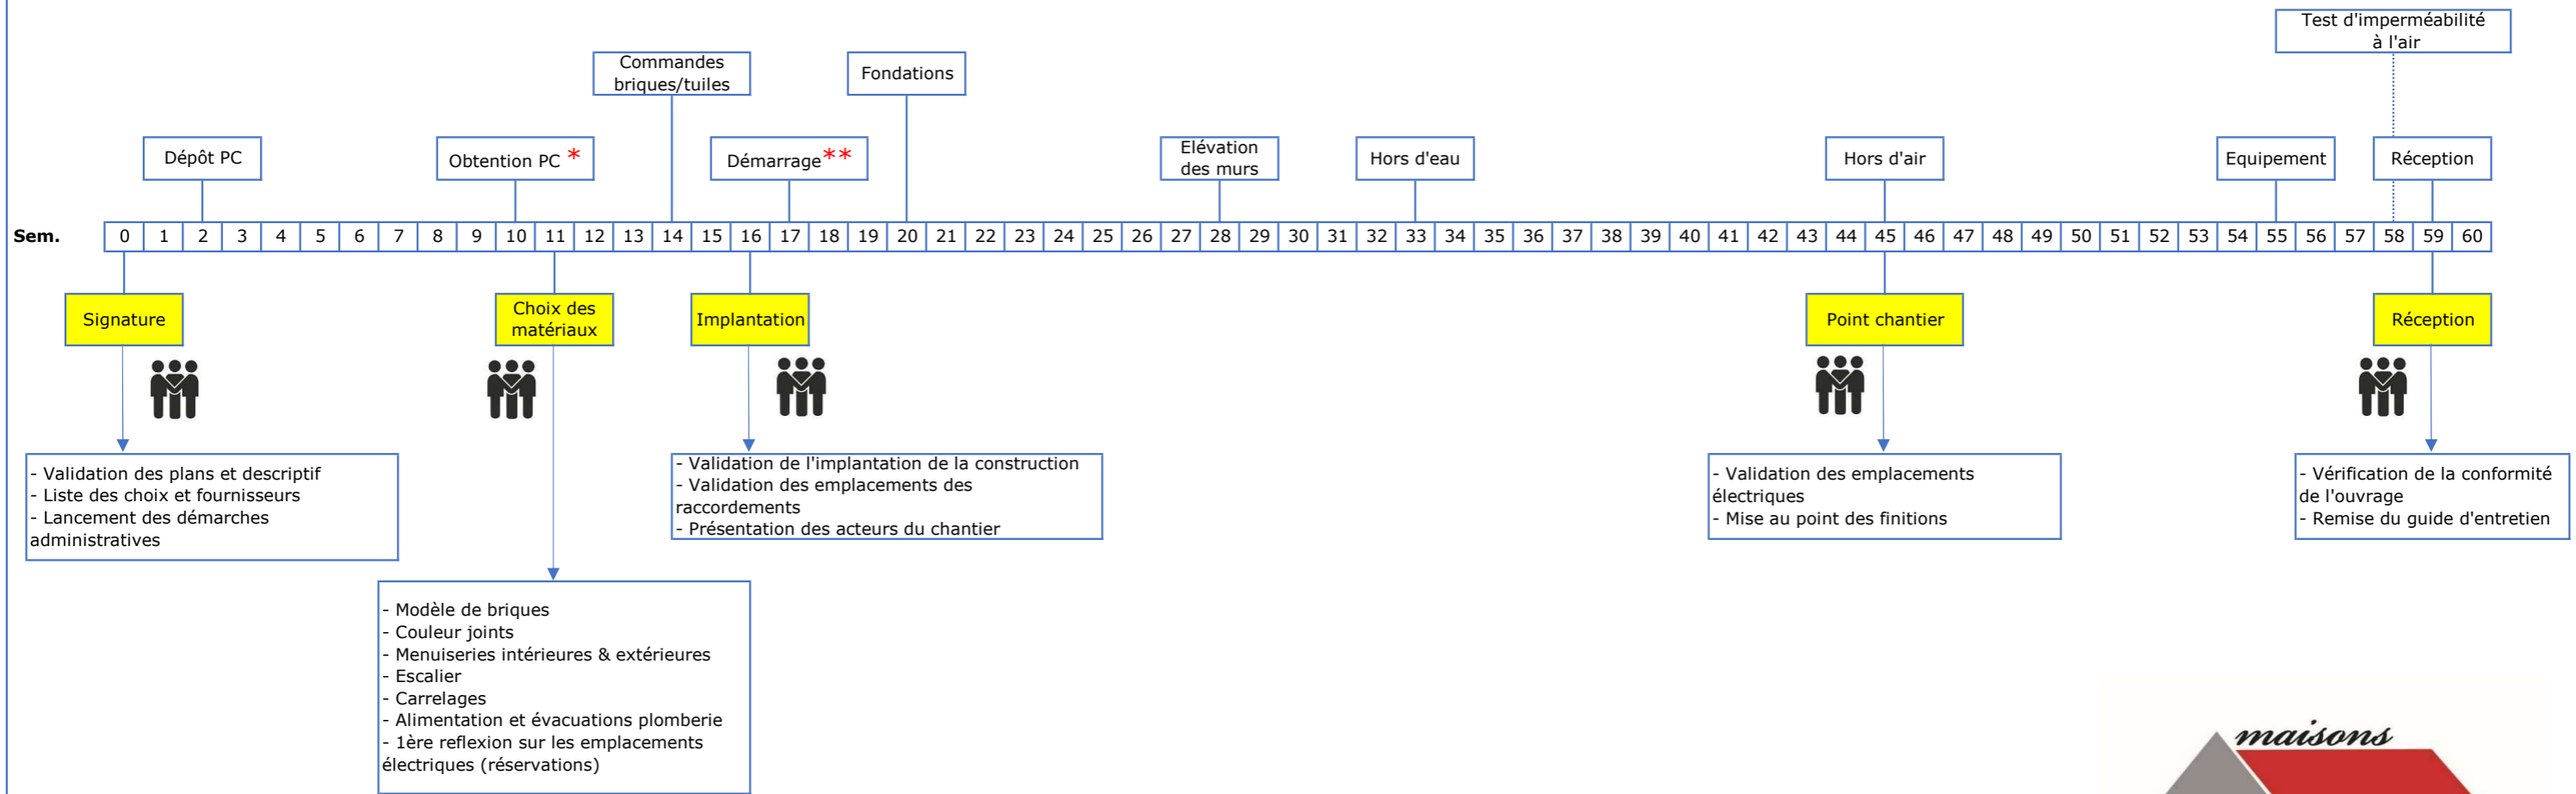 Test d'imperméabilité
à l'air
Commandes
briques/tuiles
Fondations
Dépôt PC
Obtention PC *
Démarrage**
Elévation
des murs
Hors d'eau
Hors d'air
Equipement
Réception
Sem. 0 1 2 3 4 5 6 7 8 9 10 11 12 13 14 15 16 17 18 19 20 21 22 23 24 25 26 27 28 29 30 31 32 33 34 35 36 37 38 39 40 41 42 43 44 45 46 47 48 49 50 51 52 53 54 55 56 57 58 59 60
Signature
Choix des
matériaux
Implantation
Point chantier
Réception
- Validation des plans et descriptif
- Liste des choix et fournisseurs
- Lancement des démarches
administratives
- Modèle de briques
- Couleur joints
- Menuiseries intérieures & extérieures
- Escalier
- Carrelages
- Alimentation et évacuations plomberie
- 1ère reflexion sur les emplacements
électriques (réservations)
- Validation de l'implantation de la construction
- Validation des emplacements des
raccordements
- Présentation des acteurs du chantier
- Validation des emplacements
électriques
- Mise au point des finitions
- Vérification de la conformité
de l'ouvrage
- Remise du guide d'entretien
maisons